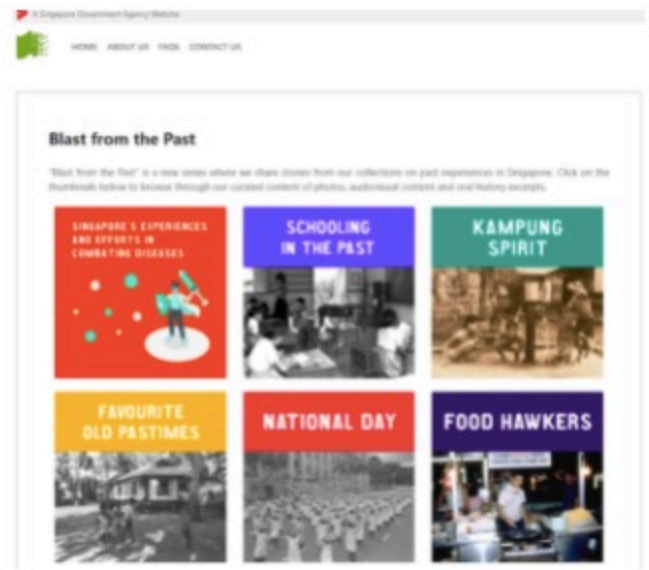 A Singapore Government Agency Website
HOME ABOUT US FAQS CONTACT US
Blast from the Past
"Blast from the Past" is a new series where we share stories from our collections on past experiences in Singapore. Click on the
thumbnails below to browse through our curated content of photos, audiovisual content and oral history excerpts.
SINGAPORE'S EXPERIENCES
AND EFFORTS IN
COMBATING DISEASES
SCHOOLING
IN THE PAST
KAMPUNG
SPIRIT
FAVOURITE
OLD PASTIMES
NATIONAL DAY
FOOD HAWKERS